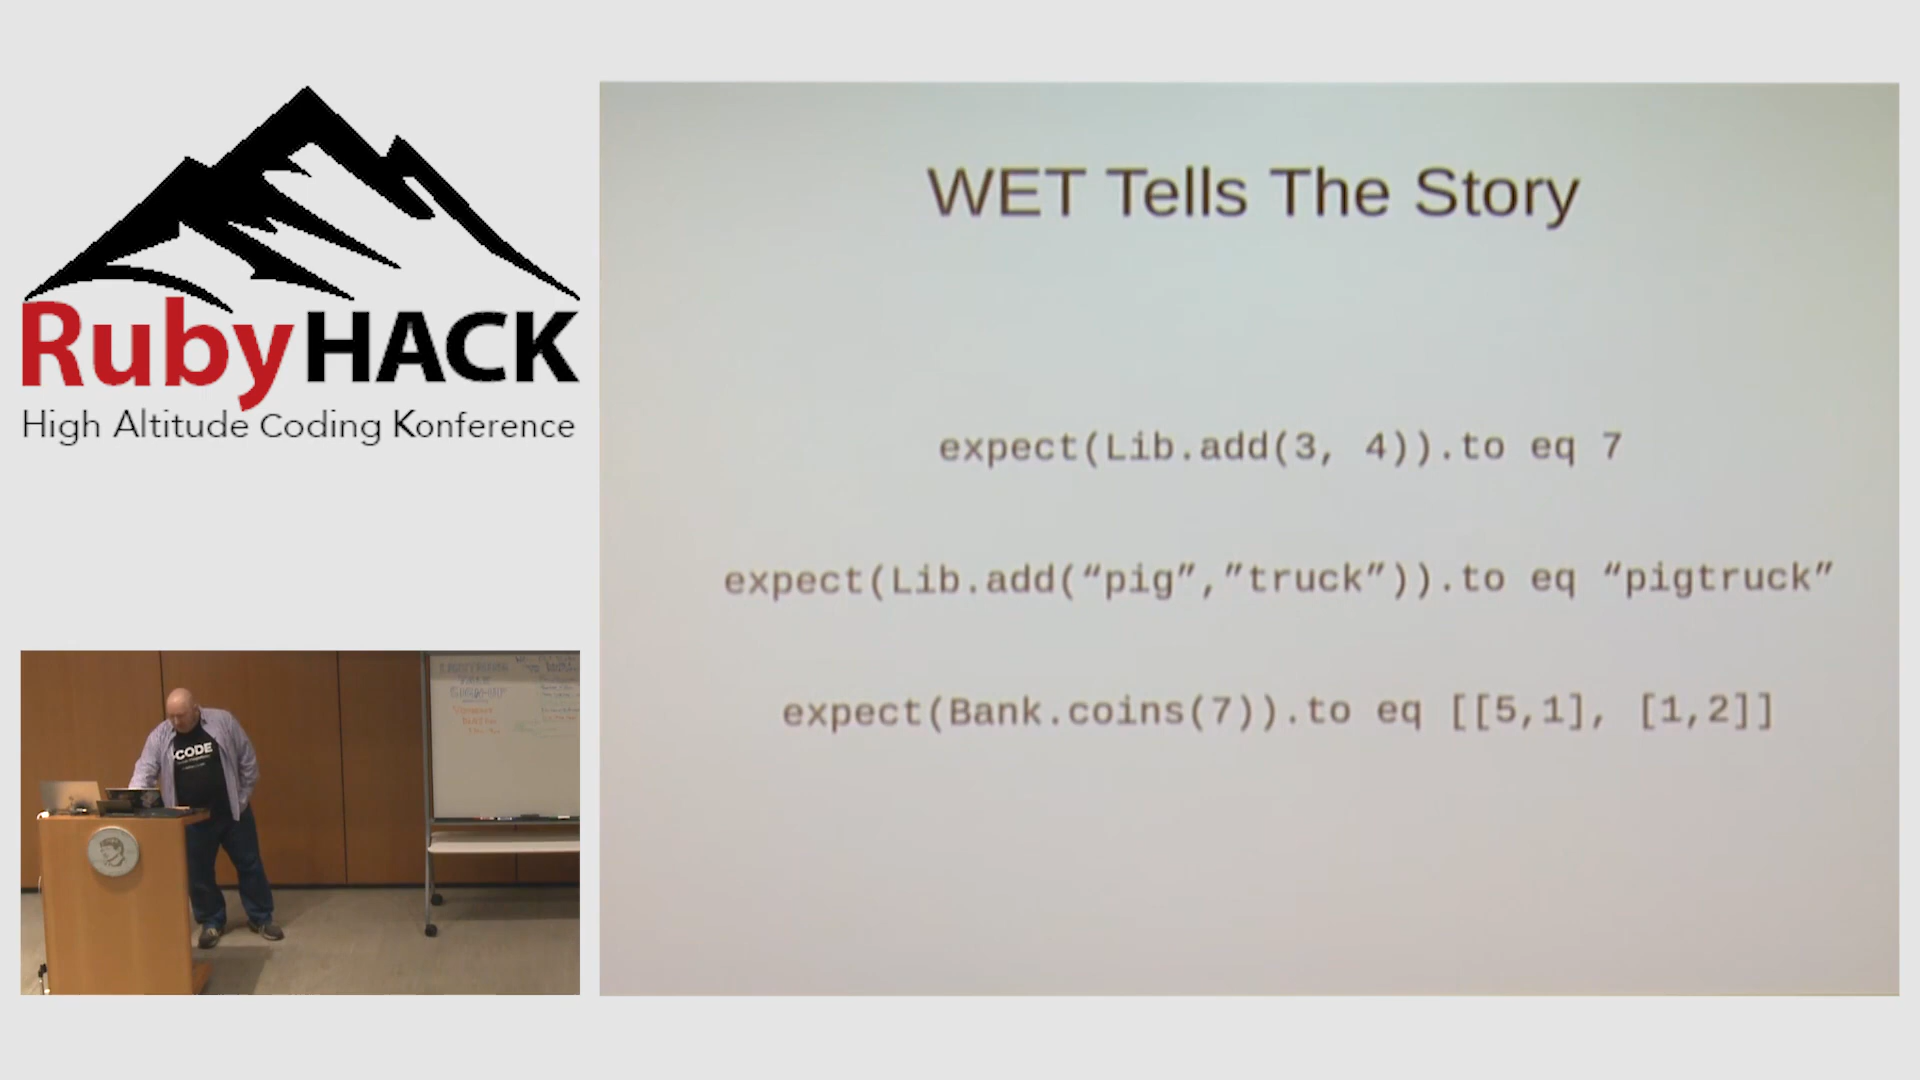 RubyHACK
High Altitude Coding Konference
WET Tells The Story
expect(Lib.add(3, 4)).to eq 7
expect(Lib.add(“pig”,”truck”)).to eq “pigtruck”
expect(Bank.coins(7)).to eq [[5,1], [1,2]]
CODE